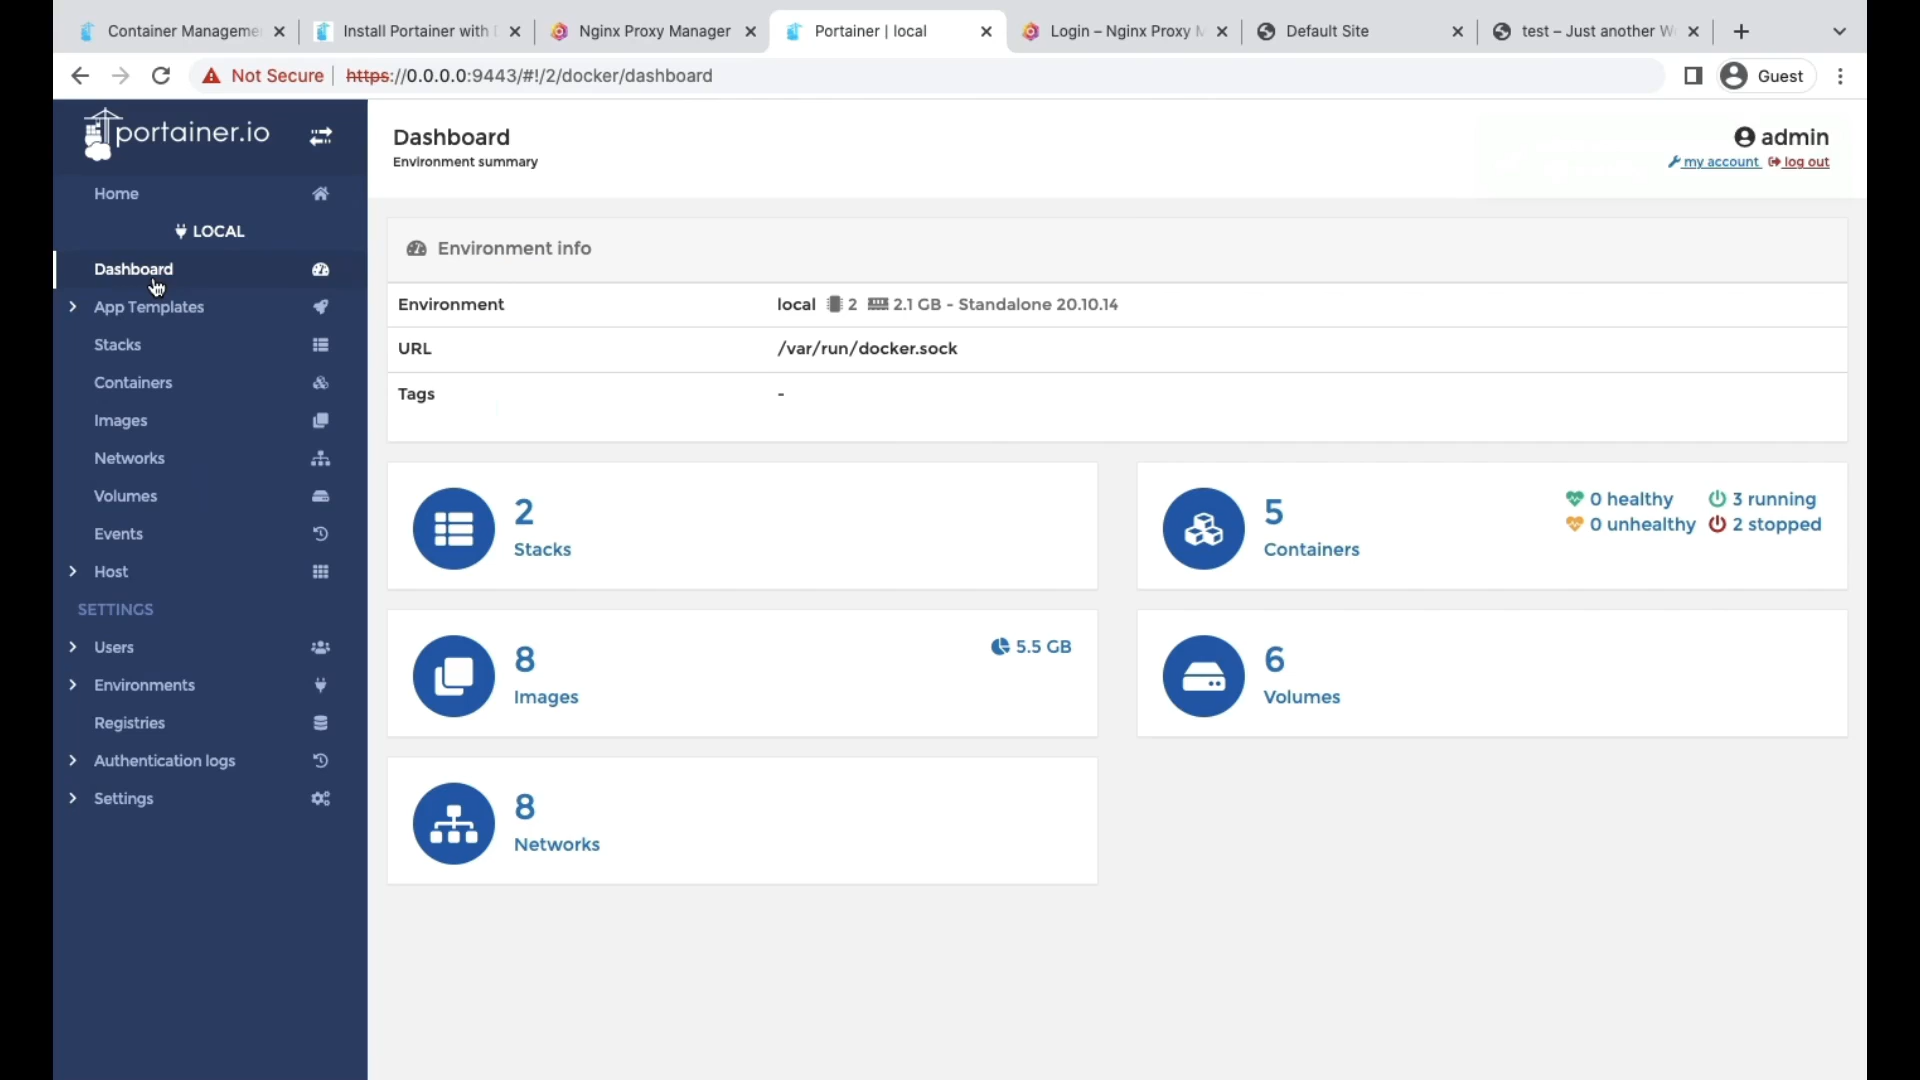 Container Manageme
Install Portainer with
Nginx Proxy Manager
Portainer | local
Login – Nginx Proxy M
Default Site
test – Just another W
Not Secure
https://0.0.0.0:9443/#!/2/docker/dashboard
Guest
portainer.io
Home
LOCAL
Dashboard
App Templates
Stacks
Containers
Images
Networks
Volumes
Events
Host
SETTINGS
Users
Environments
Registries
Authentication logs
Settings
Dashboard
Environment summary
admin
my account log out
Environment info
Environment local 2 2.1 GB - Standalone 20.10.14
URL /var/run/docker.sock
Tags -
2
Stacks
5
Containers
0 healthy 3 running
0 unhealthy 2 stopped
8
Images
5.5 GB
6
Volumes
8
Networks